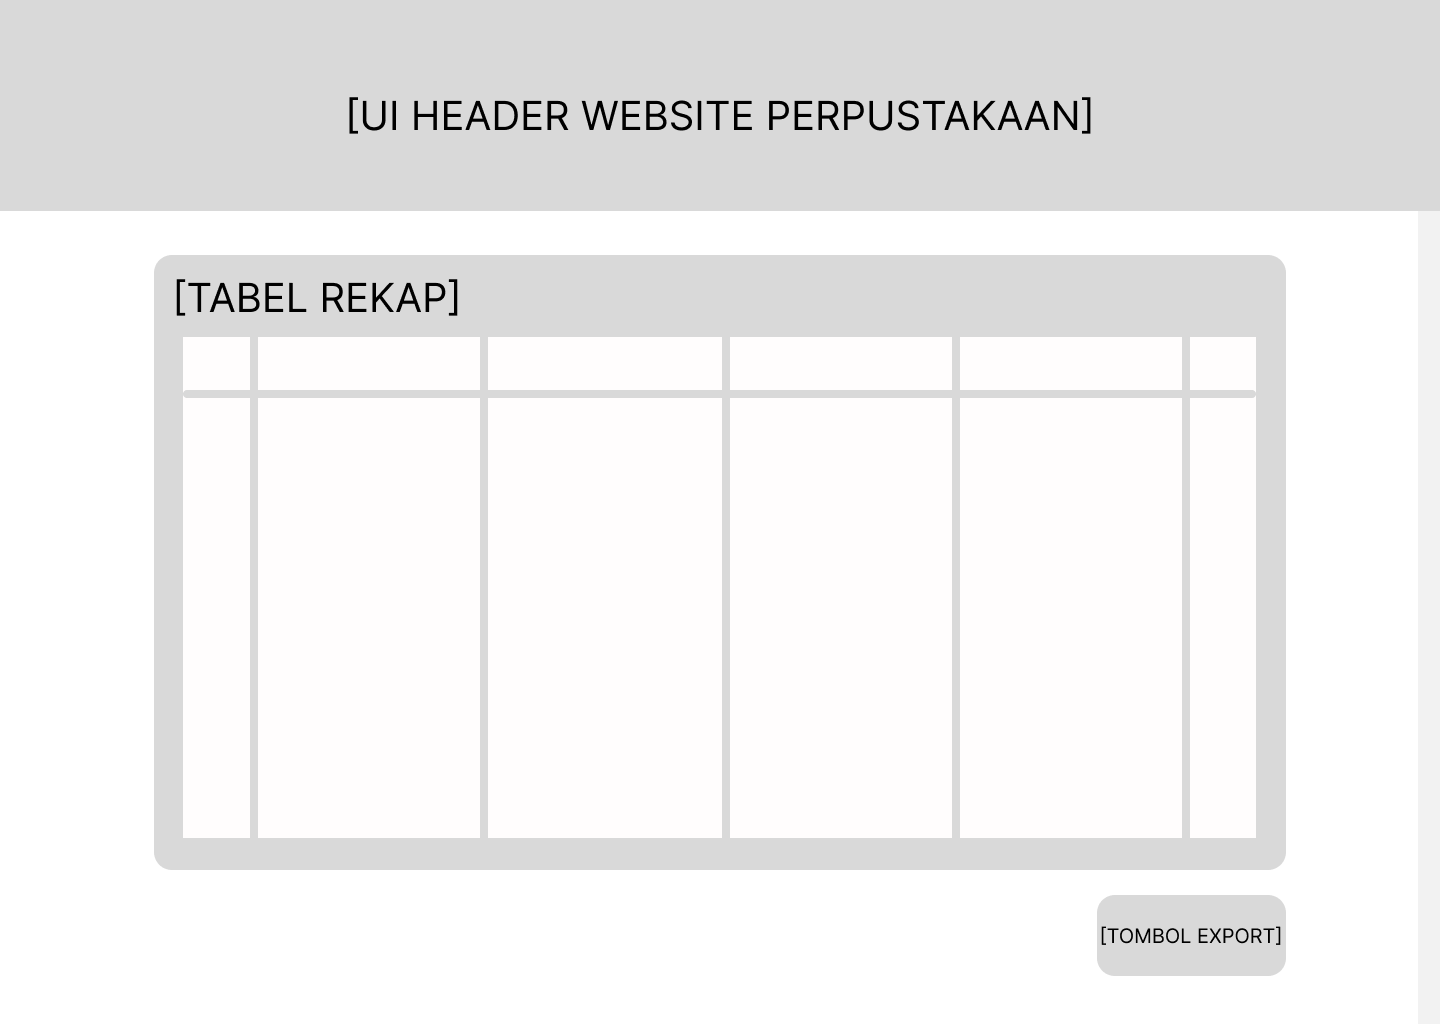 [UI HEADER WEBSITE PERPUSTAKAAN]
[TABEL REKAP]
[TOMBOL EXPORT]